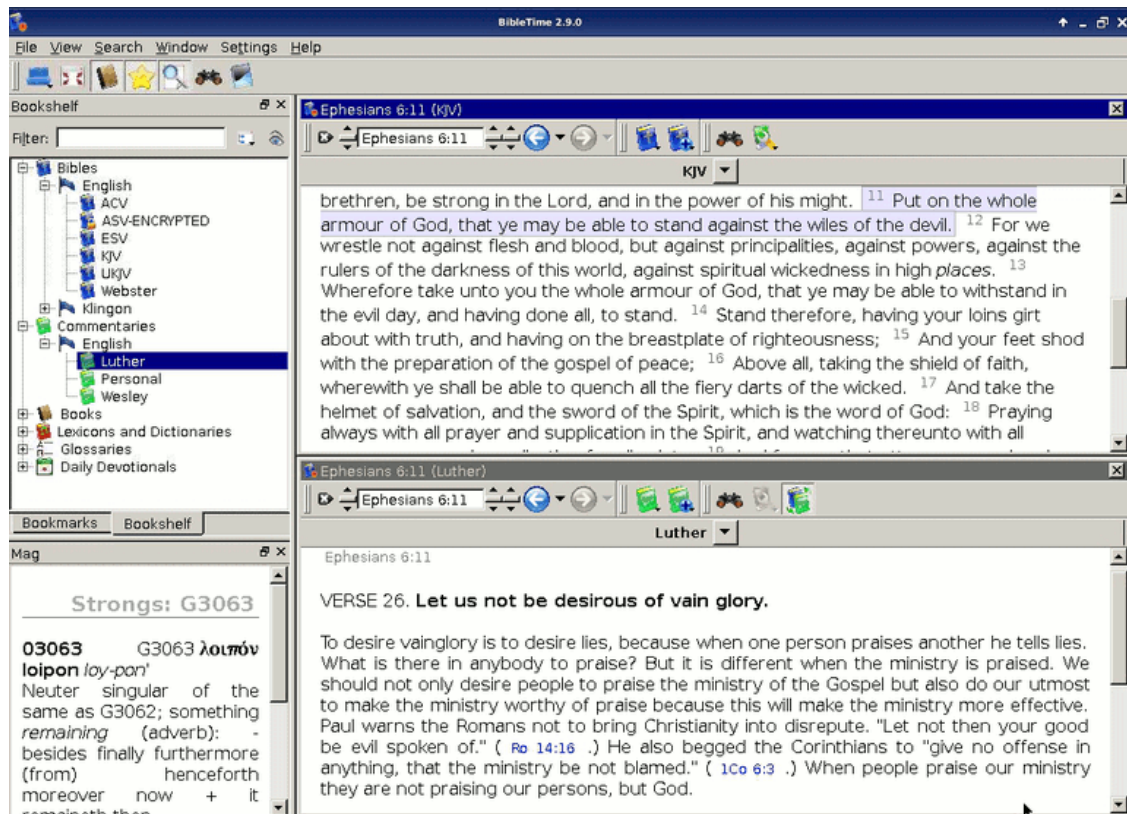 BibleTime 2.9.0
File View Search Window Settings Help
Bookshelf
Filter:
Bibles
English
ACV
ASV-ENCRYPTED
ESV
KJV
UKJV
Webster
Klingon
Commentaries
English
Luther
Personal
Wesley
Books
Lexicons and Dictionaries
Glossaries
Daily Devotionals
Bookmarks Bookshelf
Mag
Strongs: G3063
03063 G3063 λοιπόν
loipon loy-pon'
Neuter singular of the
same as G3062; something
remaining (adverb): -
besides finally furthermore
(from) henceforth
moreover now + it
remaineth then
Ephesians 6:11 (KJV)
Ephesians 6:11
KJV
brethren, be strong in the Lord, and in the power of his might. 11 Put on the whole
armour of God, that ye may be able to stand against the wiles of the devil. 12 For we
wrestle not against flesh and blood, but against principalities, against powers, against the
rulers of the darkness of this world, against spiritual wickedness in high places. 13
Wherefore take unto you the whole armour of God, that ye may be able to withstand in
the evil day, and having done all, to stand. 14 Stand therefore, having your loins girt
about with truth, and having on the breastplate of righteousness; 15 And your feet shod
with the preparation of the gospel of peace; 16 Above all, taking the shield of faith,
wherewith ye shall be able to quench all the fiery darts of the wicked. 17 And take the
helmet of salvation, and the sword of the Spirit, which is the word of God: 18 Praying
always with all prayer and supplication in the Spirit, and watching thereunto with all
Ephesians 6:11 (Luther)
Ephesians 6:11
Luther
Ephesians 6:11
VERSE 26. Let us not be desirous of vain glory.
To desire vainglory is to desire lies, because when one person praises another he tells lies.
What is there in anybody to praise? But it is different when the ministry is praised. We
should not only desire people to praise the ministry of the Gospel but also do our utmost
to make the ministry worthy of praise because this will make the ministry more effective.
Paul warns the Romans not to bring Christianity into disrepute. "Let not then your good
be evil spoken of." ( Ro 14:16 .) He also begged the Corinthians to "give no offense in
anything, that the ministry be not blamed." ( 1Co 6:3 .) When people praise our ministry
they are not praising our persons, but God.